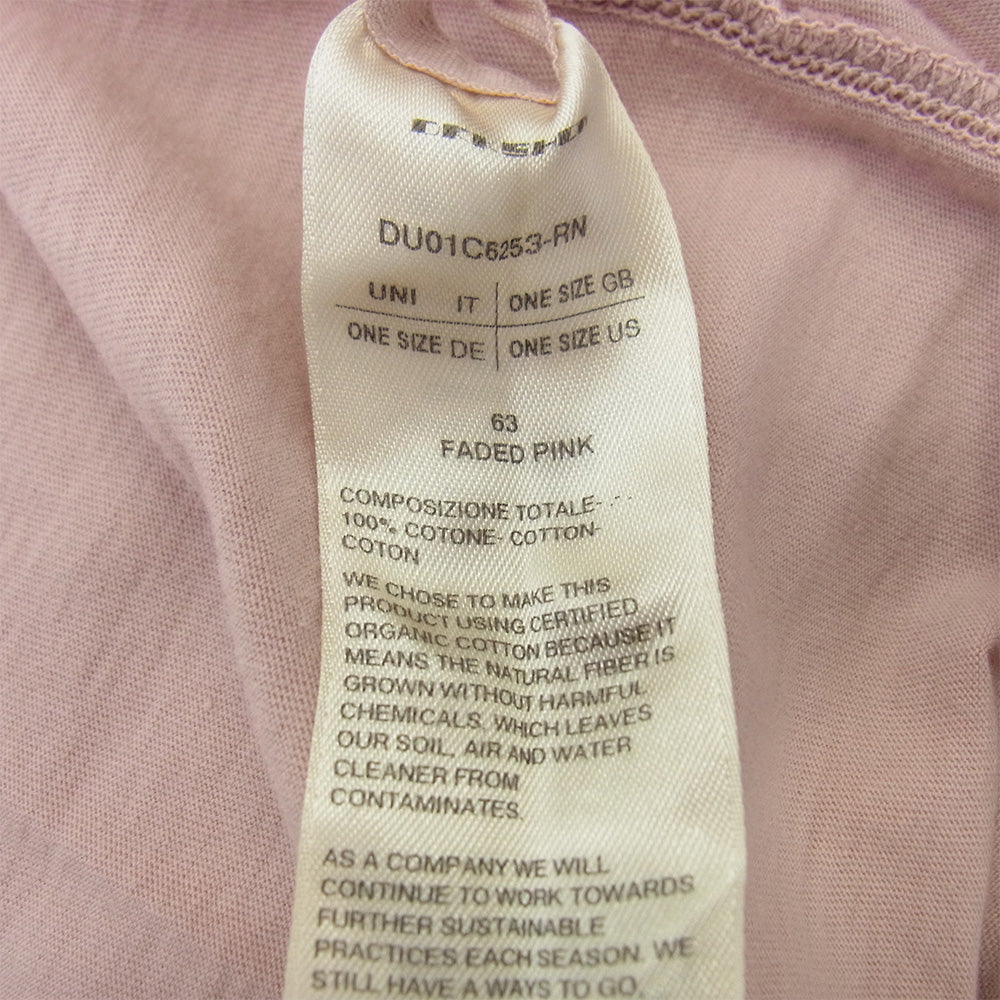 DRKSHDW
DU01C6253-RN
UNI IT ONE SIZE GB
ONE SIZE DE ONE SIZE US
63
FADED PINK
COMPOSIZIONE TOTALE-
100% COTONE- COTTON-
COTON
WE CHOSE TO MAKE THIS
PRODUCT USING CERTIFIED
ORGANIC COTTON BECAUSE IT
MEANS THE NATURAL FIBER IS
GROWN WITHOUT HARMFUL
CHEMICALS, WHICH LEAVES
OUR SOIL, AIR AND WATER
CLEANER FROM
CONTAMINATES.
AS A COMPANY WE WILL
CONTINUE TO WORK TOWARDS
FURTHER SUSTAINABLE
PRACTICES EACH SEASON. WE
STILL HAVE A WAYS TO GO,